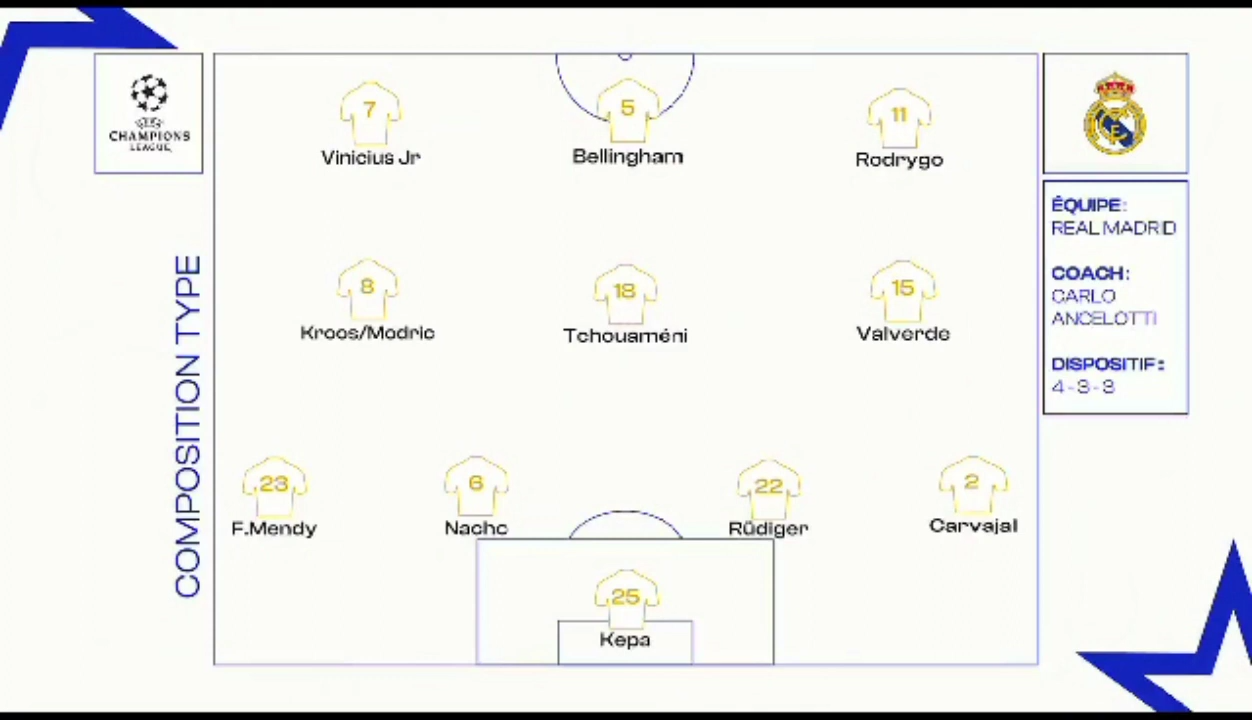 UEFA
CHAMPIONS
LEAGUE
COMPOSITION TYPE
7
Vinicius Jr
5
Bellingham
11
Rodrygo
8
Kroos/Modric
18
Tchouaméni
15
Valverde
23
F.Mendy
6
Nacho
22
Rüdiger
2
Carvajal
25
Kepa
ÉQUIPE:
REAL MADRID
COACH:
CARLO
ANCELOTTI
DISPOSITIF:
4-3-3